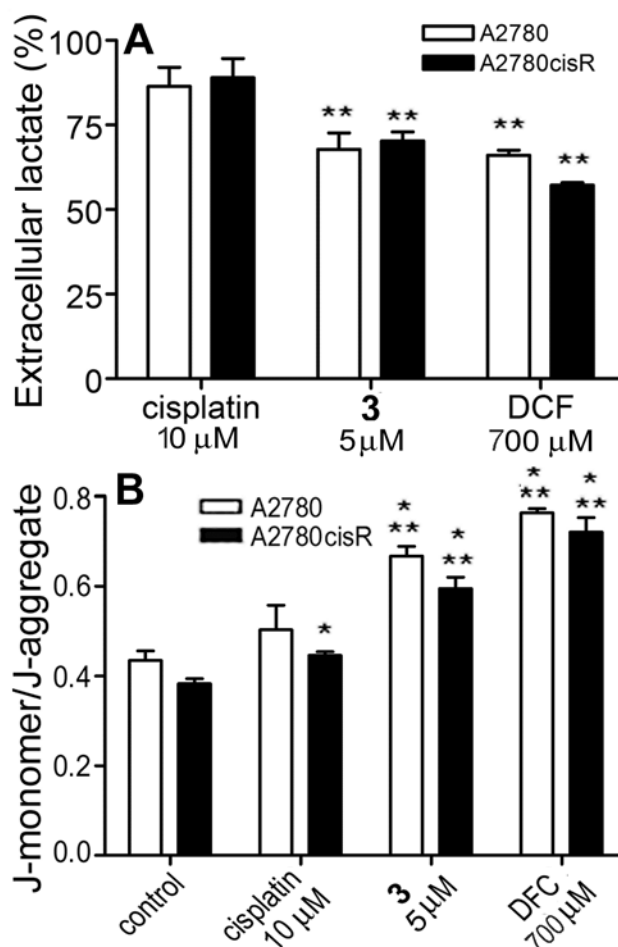 A
Extracellular lactate (%)
A2780
A2780cisR
100
75
50
25
0
** **
** **
cisplatin 3 DCF
10 µM 5µM 700 µM
B
J-monomer/J-aggregate
A2780
A2780cisR
0.8
0.6
0.4
0.2
0.0
*
*
**
*
**
*
**
*
**
control
cisplatin
10 µM
3
5 µM
DFC
700 µM